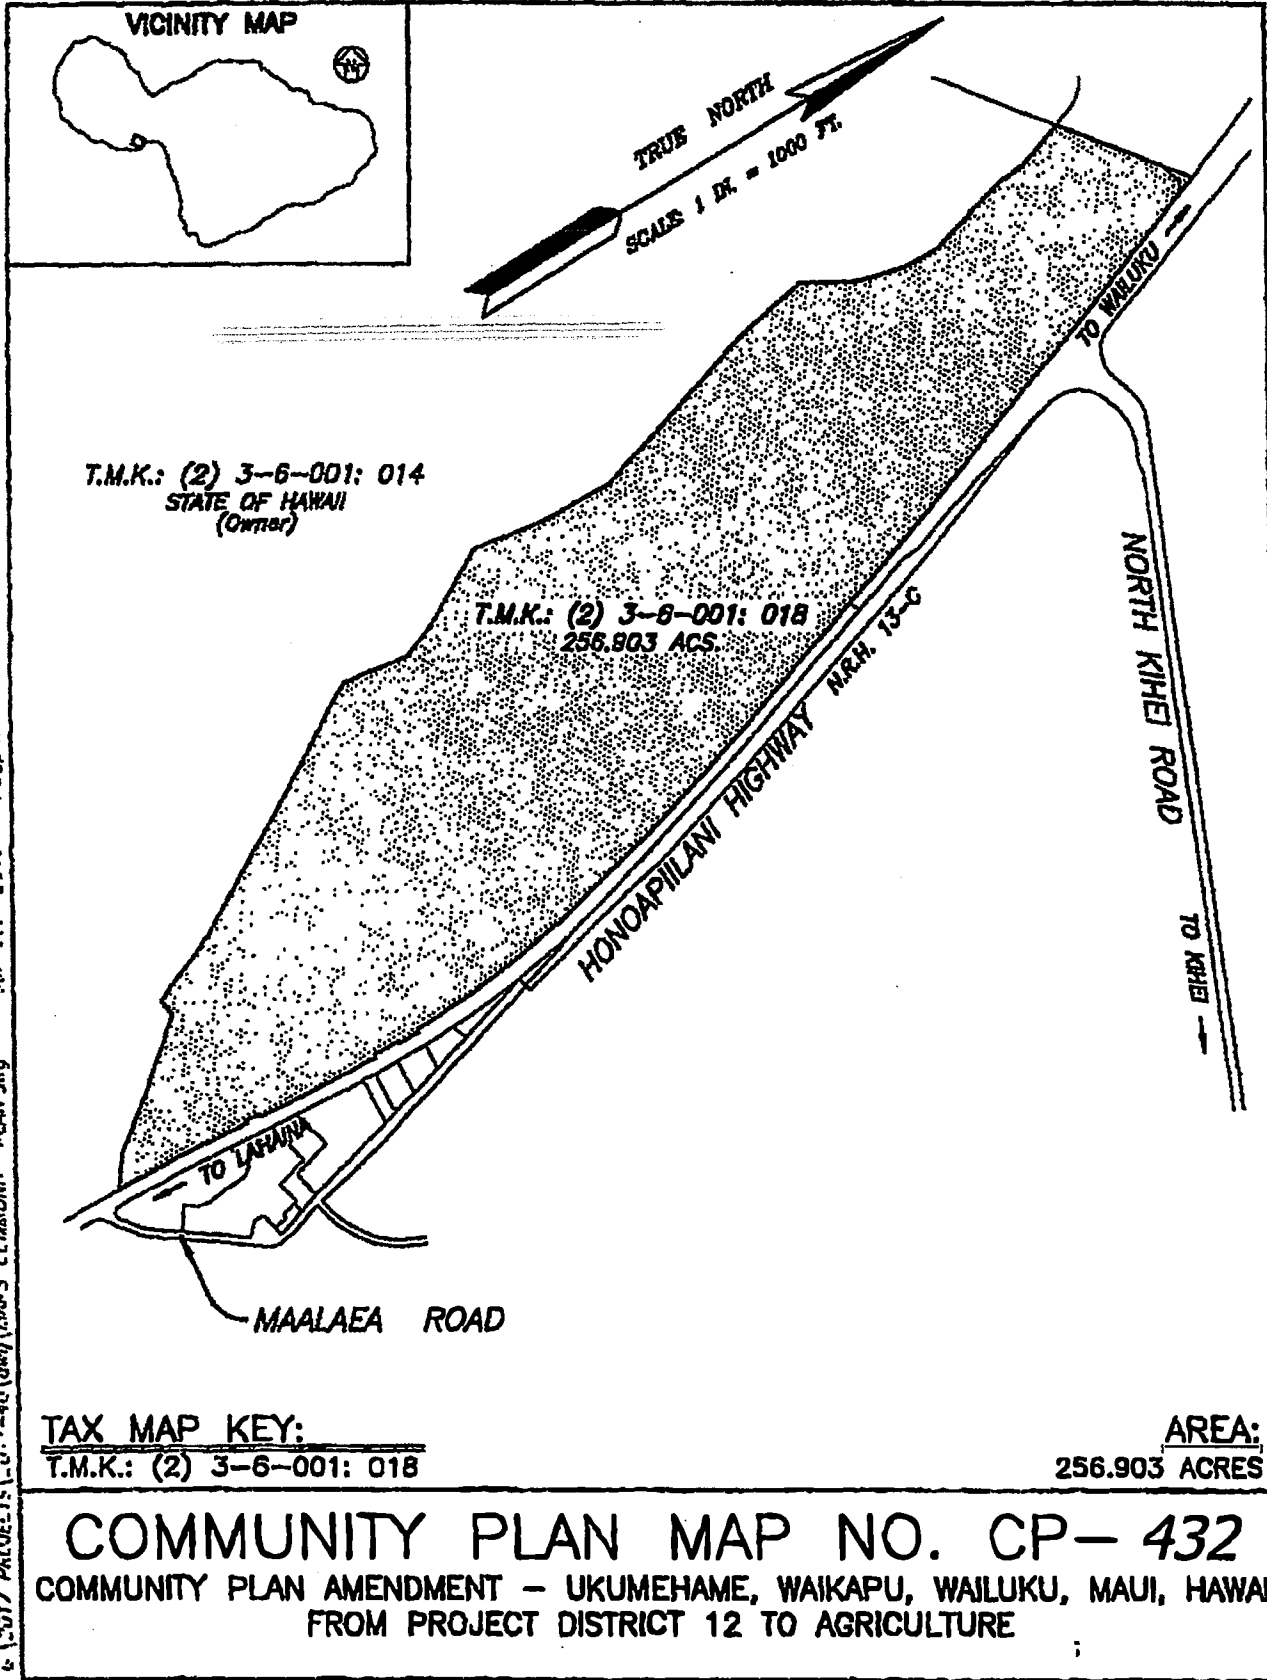 VICINITY MAP
N
TRUE NORTH
SCALE 1 IN. = 1000 FT.
TO WAILUKU
T.M.K.: (2) 3-6-001: 014
STATE OF HAWAII
(Owner)
T.M.K.: (2) 3-6-001: 018
256.903 ACS.
HONOAPIILANI HIGHWAY N.R.H. 13-C
NORTH KIHEI ROAD
TO KIHEI
TO LAHAINA
MAALAEA ROAD
TAX MAP KEY:
T.M.K.: (2) 3-6-001: 018
AREA:
256.903 ACRES
COMMUNITY PLAN MAP NO. CP- 432
COMMUNITY PLAN AMENDMENT - UKUMEHAME, WAIKAPU, WAILUKU, MAUI, HAWAI
FROM PROJECT DISTRICT 12 TO AGRICULTURE